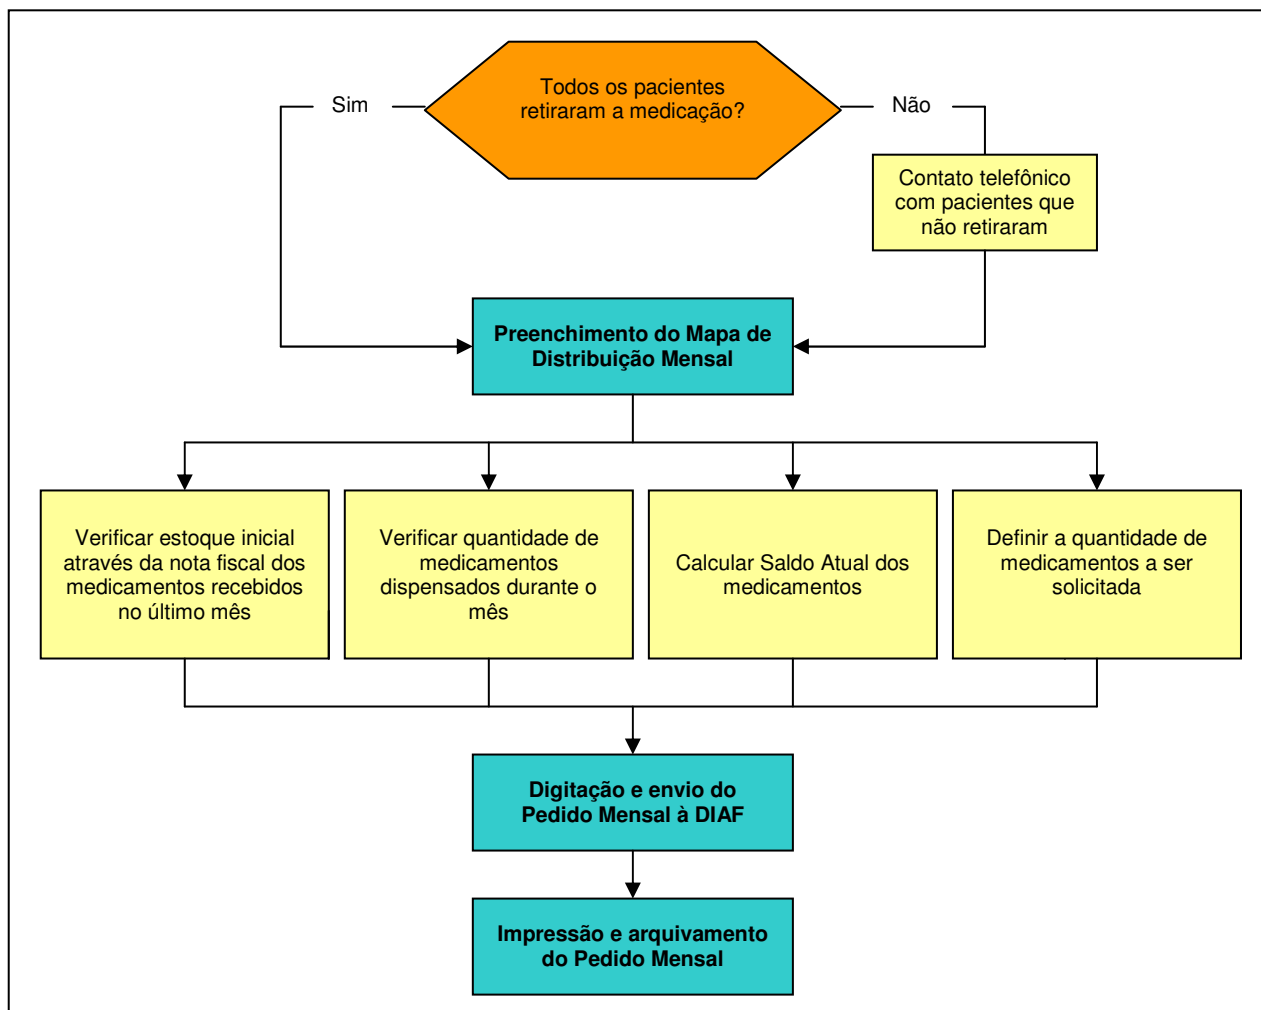 Todos os pacientes
retiraram a medicação?
Sim
Não
Contato telefônico
com pacientes que
não retiraram
Preenchimento do Mapa de
Distribuição Mensal
Verificar estoque inicial
através da nota fiscal dos
medicamentos recebidos
no último mês
Verificar quantidade de
medicamentos
dispensados durante o
mês
Calcular Saldo Atual dos
medicamentos
Definir a quantidade de
medicamentos a ser
solicitada
Digitação e envio do
Pedido Mensal à DIAF
Impressão e arquivamento
do Pedido Mensal